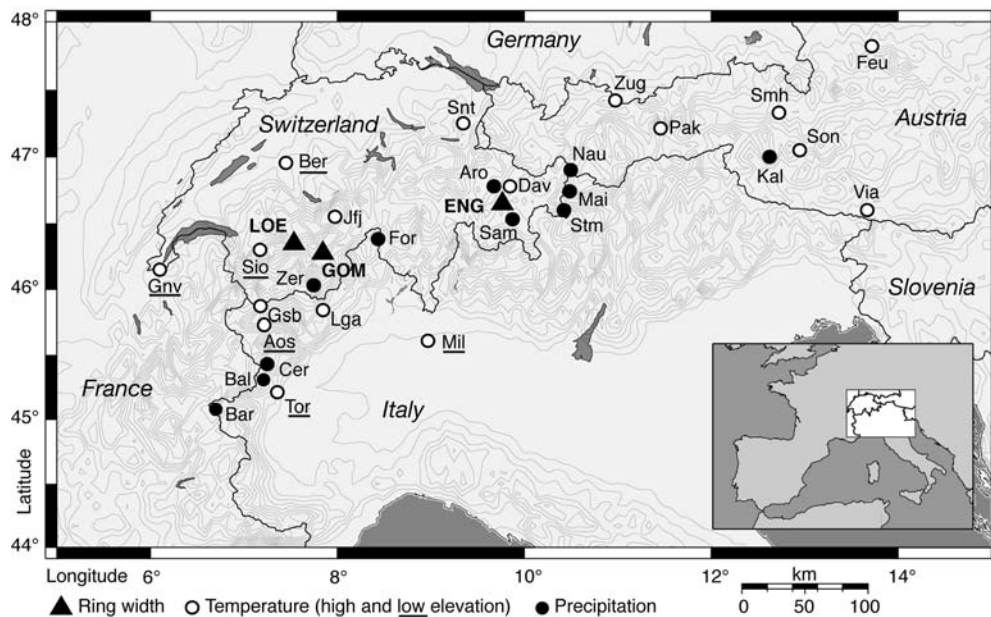 48°
Germany
Feu
Zug
Smh
Snt
Switzerland
Pak
Austria
Son
47°
Ber
Nau
Aro
Dav
Kal
Mai
Via
ENG
LOE
Jfj
Sam
Stm
For
Sio
GOM
Zer
Gnv
46°
Slovenia
Gsb
Lga
Aos
Mil
Cer
France
Bal
Tor
Italy
Bar
45°
Latitude
44°
Longitude 6° 8° 10° 12° 14°
km
0 50 100
Ring width Temperature (high and low elevation) Precipitation